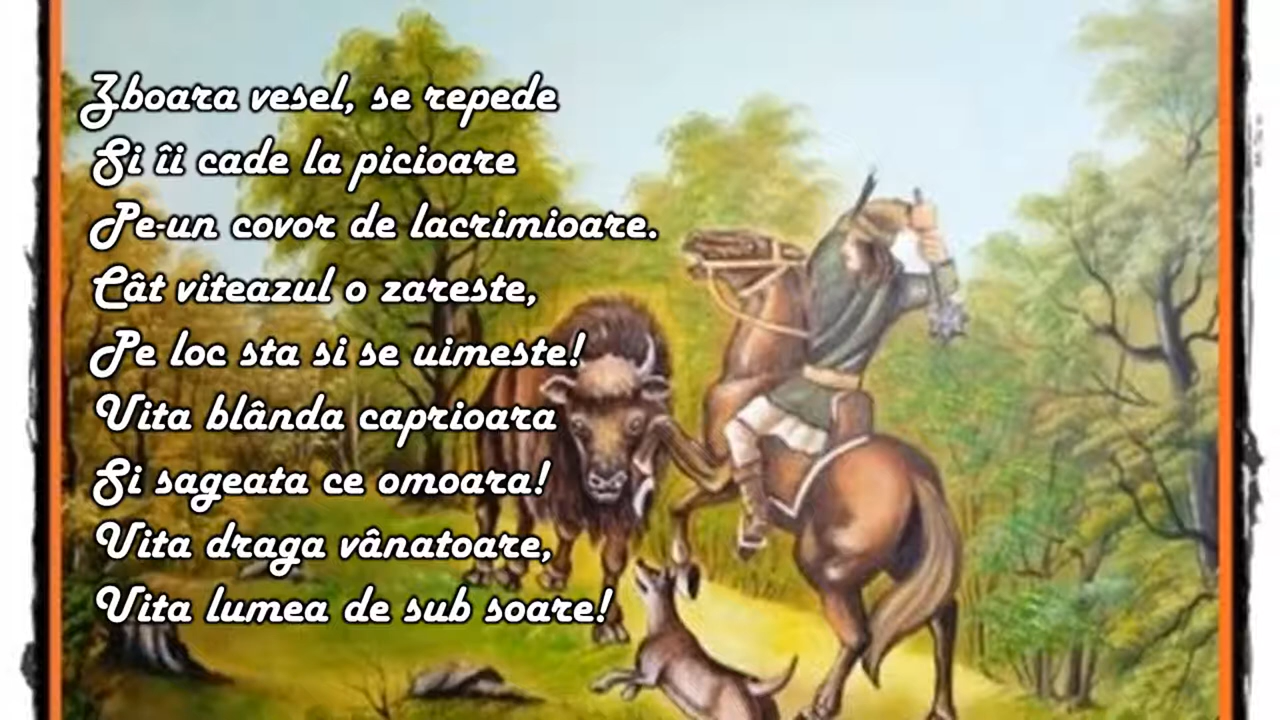 Zboara vesel, se repede
Si îi cade la picioare
Pe-un covor de lacrimioare.
Cât viteazul o zareste,
Pe loc sta si se uimeste!
Uita blânda caprioara
Si sageata ce omoara!
Uita draga vânatoare,
Uita lumea de sub soare!